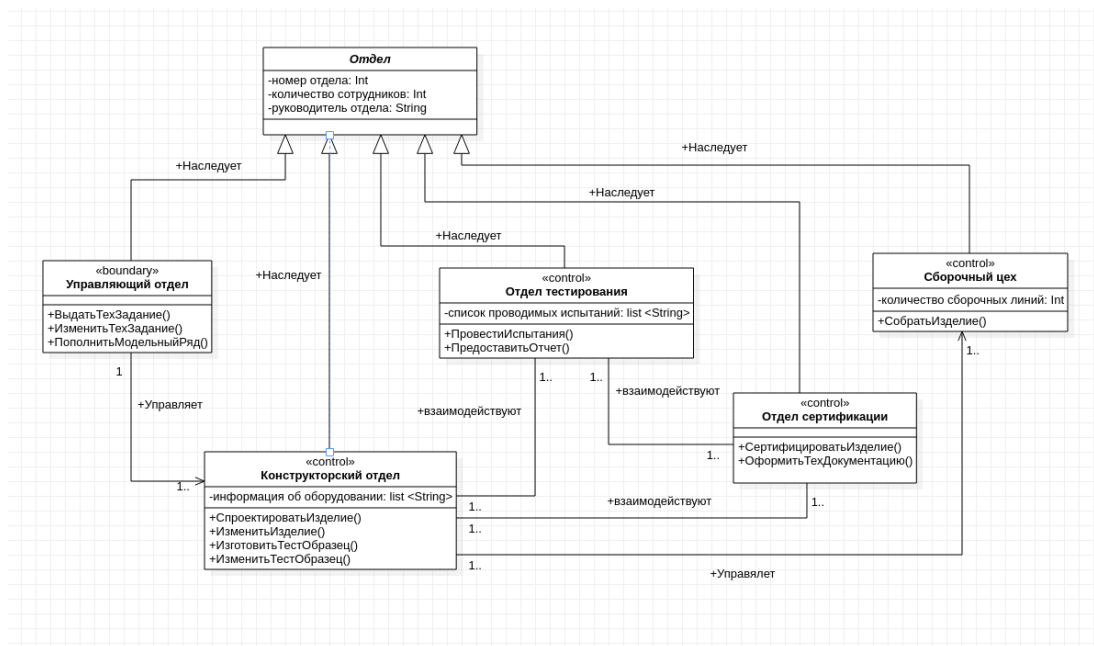 Отдел
-номер отдела: Int
-количество сотрудников: Int
-руководитель отдела: String
+Наследует
+Наследует
+Наследует
+Наследует
+Наследует
«boundary»
Управляющий отдел
+ВыдатьТехЗадание()
+ИзменитьТехЗадание()
+ПополнитьМодельныйРяд()
«control»
Отдел тестирования
-список проводимых испытаний: list <String>
+ПровестиИспытания()
+ПредоставитьОтчет()
«control»
Сборочный цех
-количество сборочных линий: Int
+СобратьИзделие()
1
+Управляет
1..
1..
1..
1..
+взаимодействуют
+взаимодействуют
«control»
Отдел сертификации
+СертифицироватьИзделие()
+ОформитьТехДокументацию()
1..
1..
«control»
Конструкторский отдел
-информация об оборудовании: list <String>
+СпроектироватьИзделие()
+ИзменитьИзделие()
+ИзготовитьТестОбразец()
+ИзменитьТестОбразец()
1..
+взаимодействуют
1..
1..
+Управялет